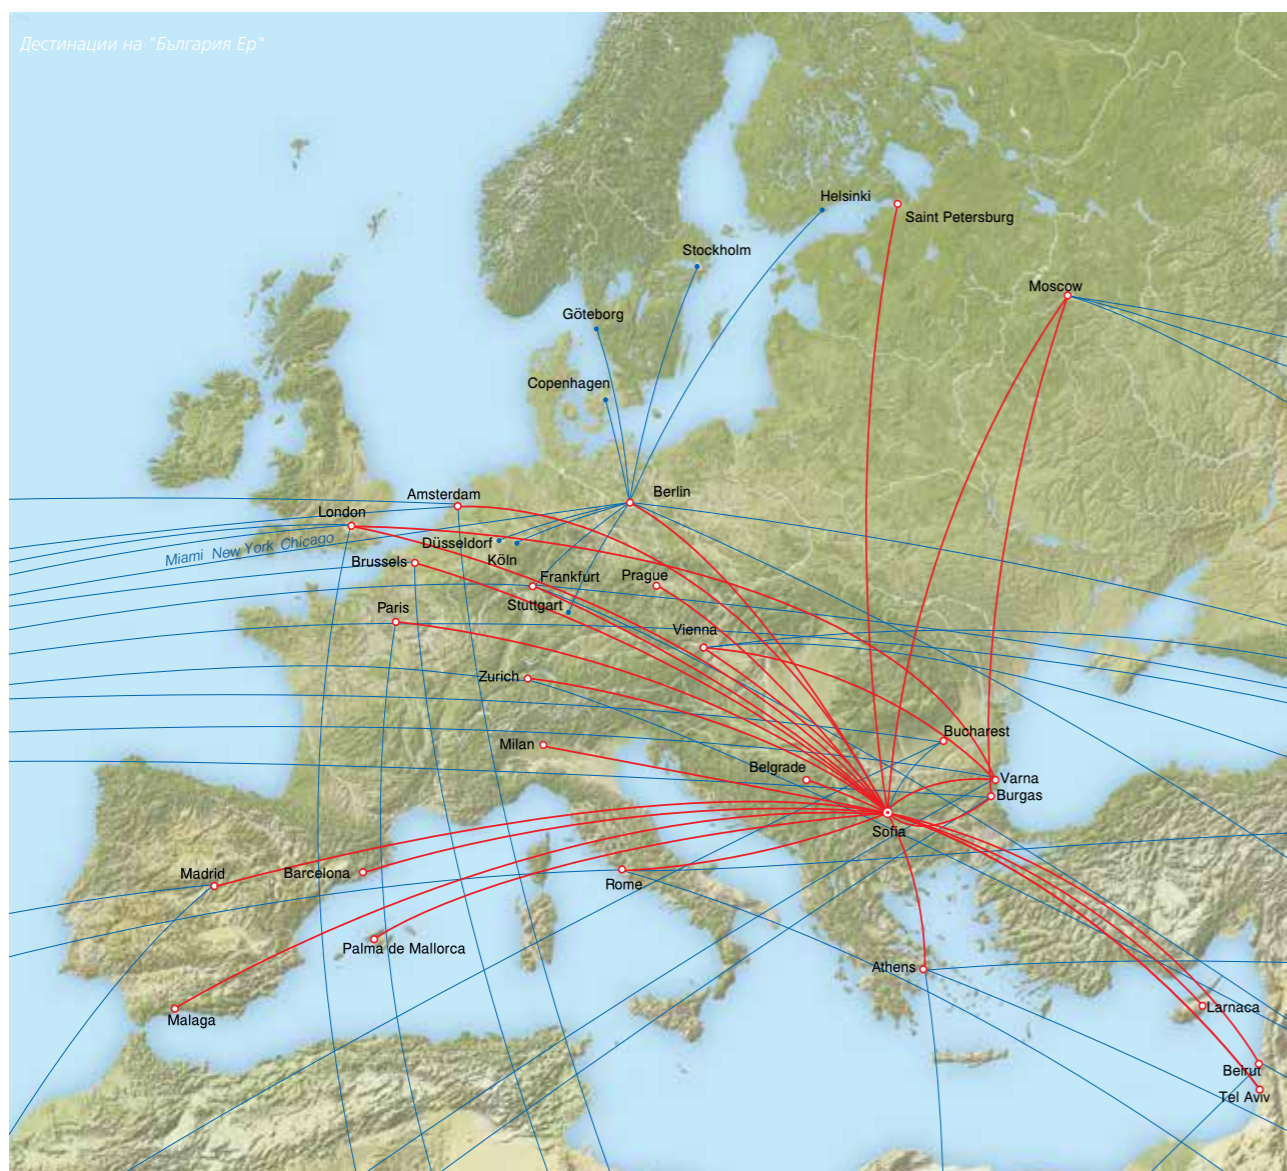 Дестинации на "България Ер"
Helsinki
Saint Petersburg
Stockholm
Moscow
Göteborg
Copenhagen
Amsterdam
Berlin
London
Miami New York Chicago
Düsseldorf
Köln
Brussels
Frankfurt
Prague
Stuttgart
Paris
Vienna
Zurich
Bucharest
Milan
Belgrade
Varna
Burgas
Sofia
Madrid
Barcelona
Rome
Palma de Mallorca
Athens
Malaga
Larnaca
Beirut
Tel Aviv